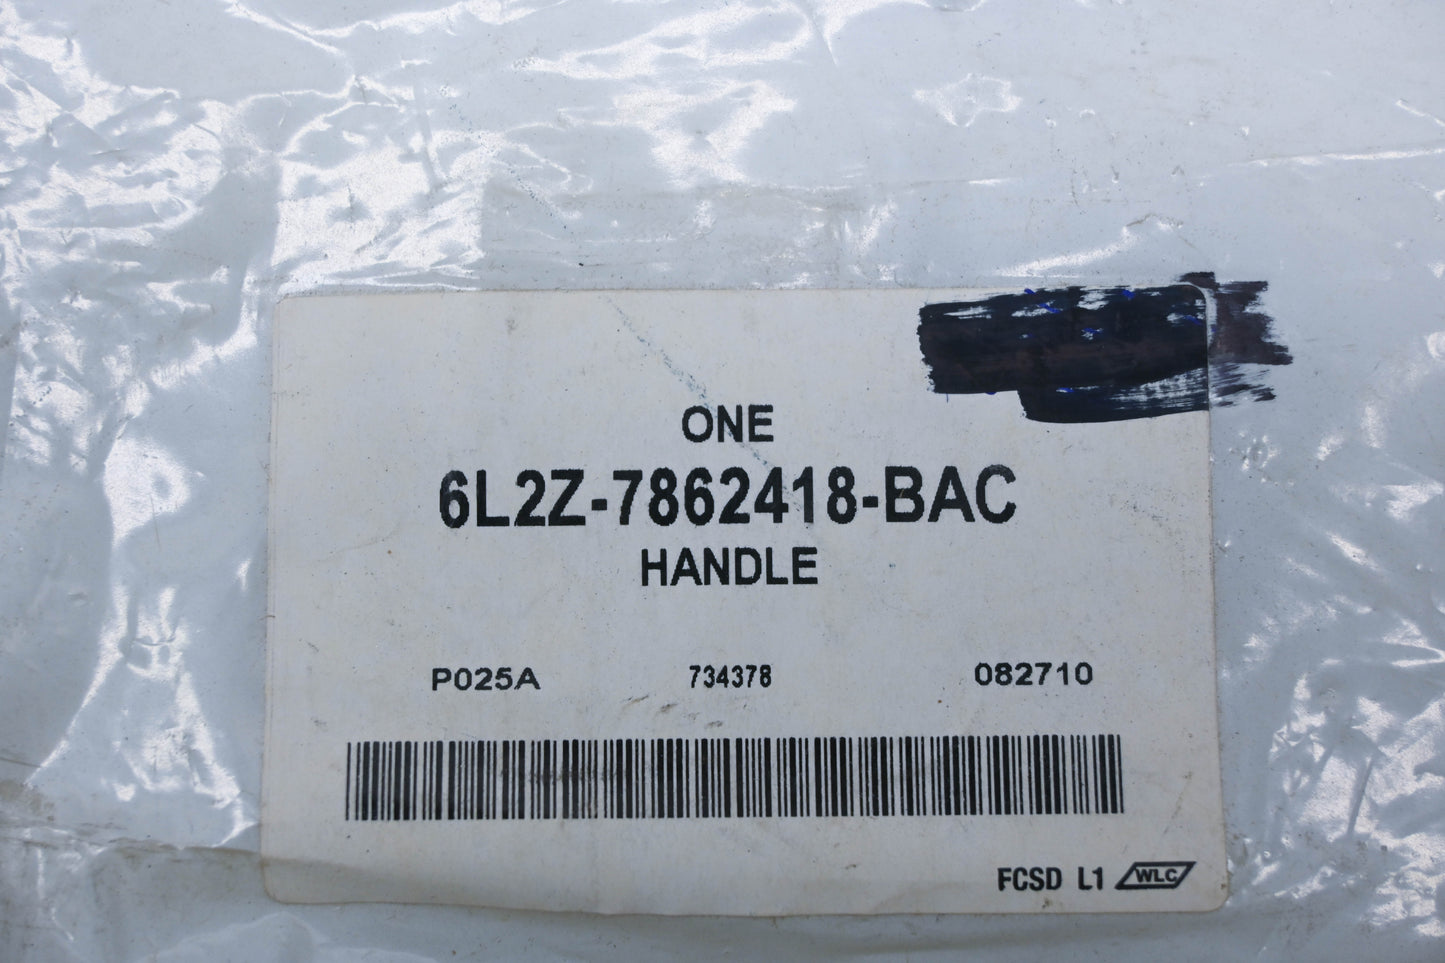 ONE
6L2Z-7862418-BAC
HANDLE
P025A 734378 082710
FCSD L1 WLC